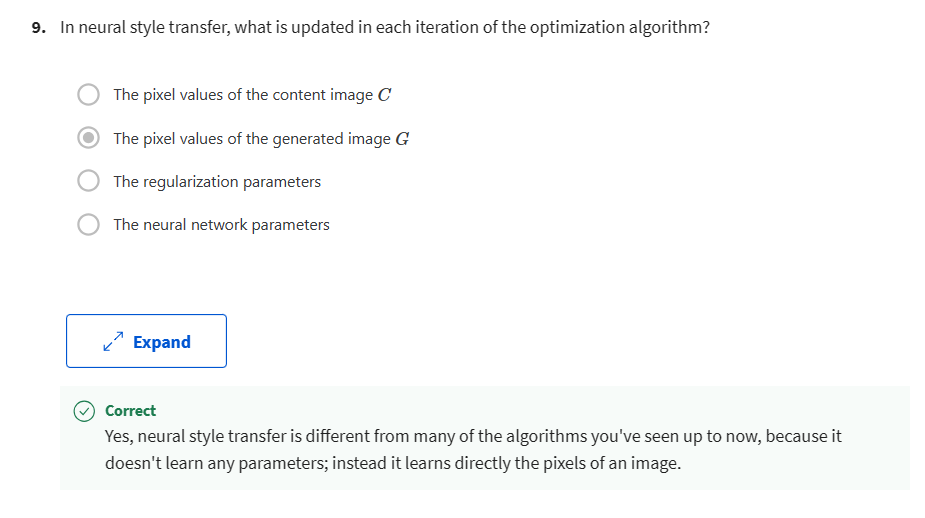 9. In neural style transfer, what is updated in each iteration of the optimization algorithm?
The pixel values of the content image C
The pixel values of the generated image G
The regularization parameters
The neural network parameters
Expand
Correct
Yes, neural style transfer is different from many of the algorithms you've seen up to now, because it
doesn't learn any parameters; instead it learns directly the pixels of an image.